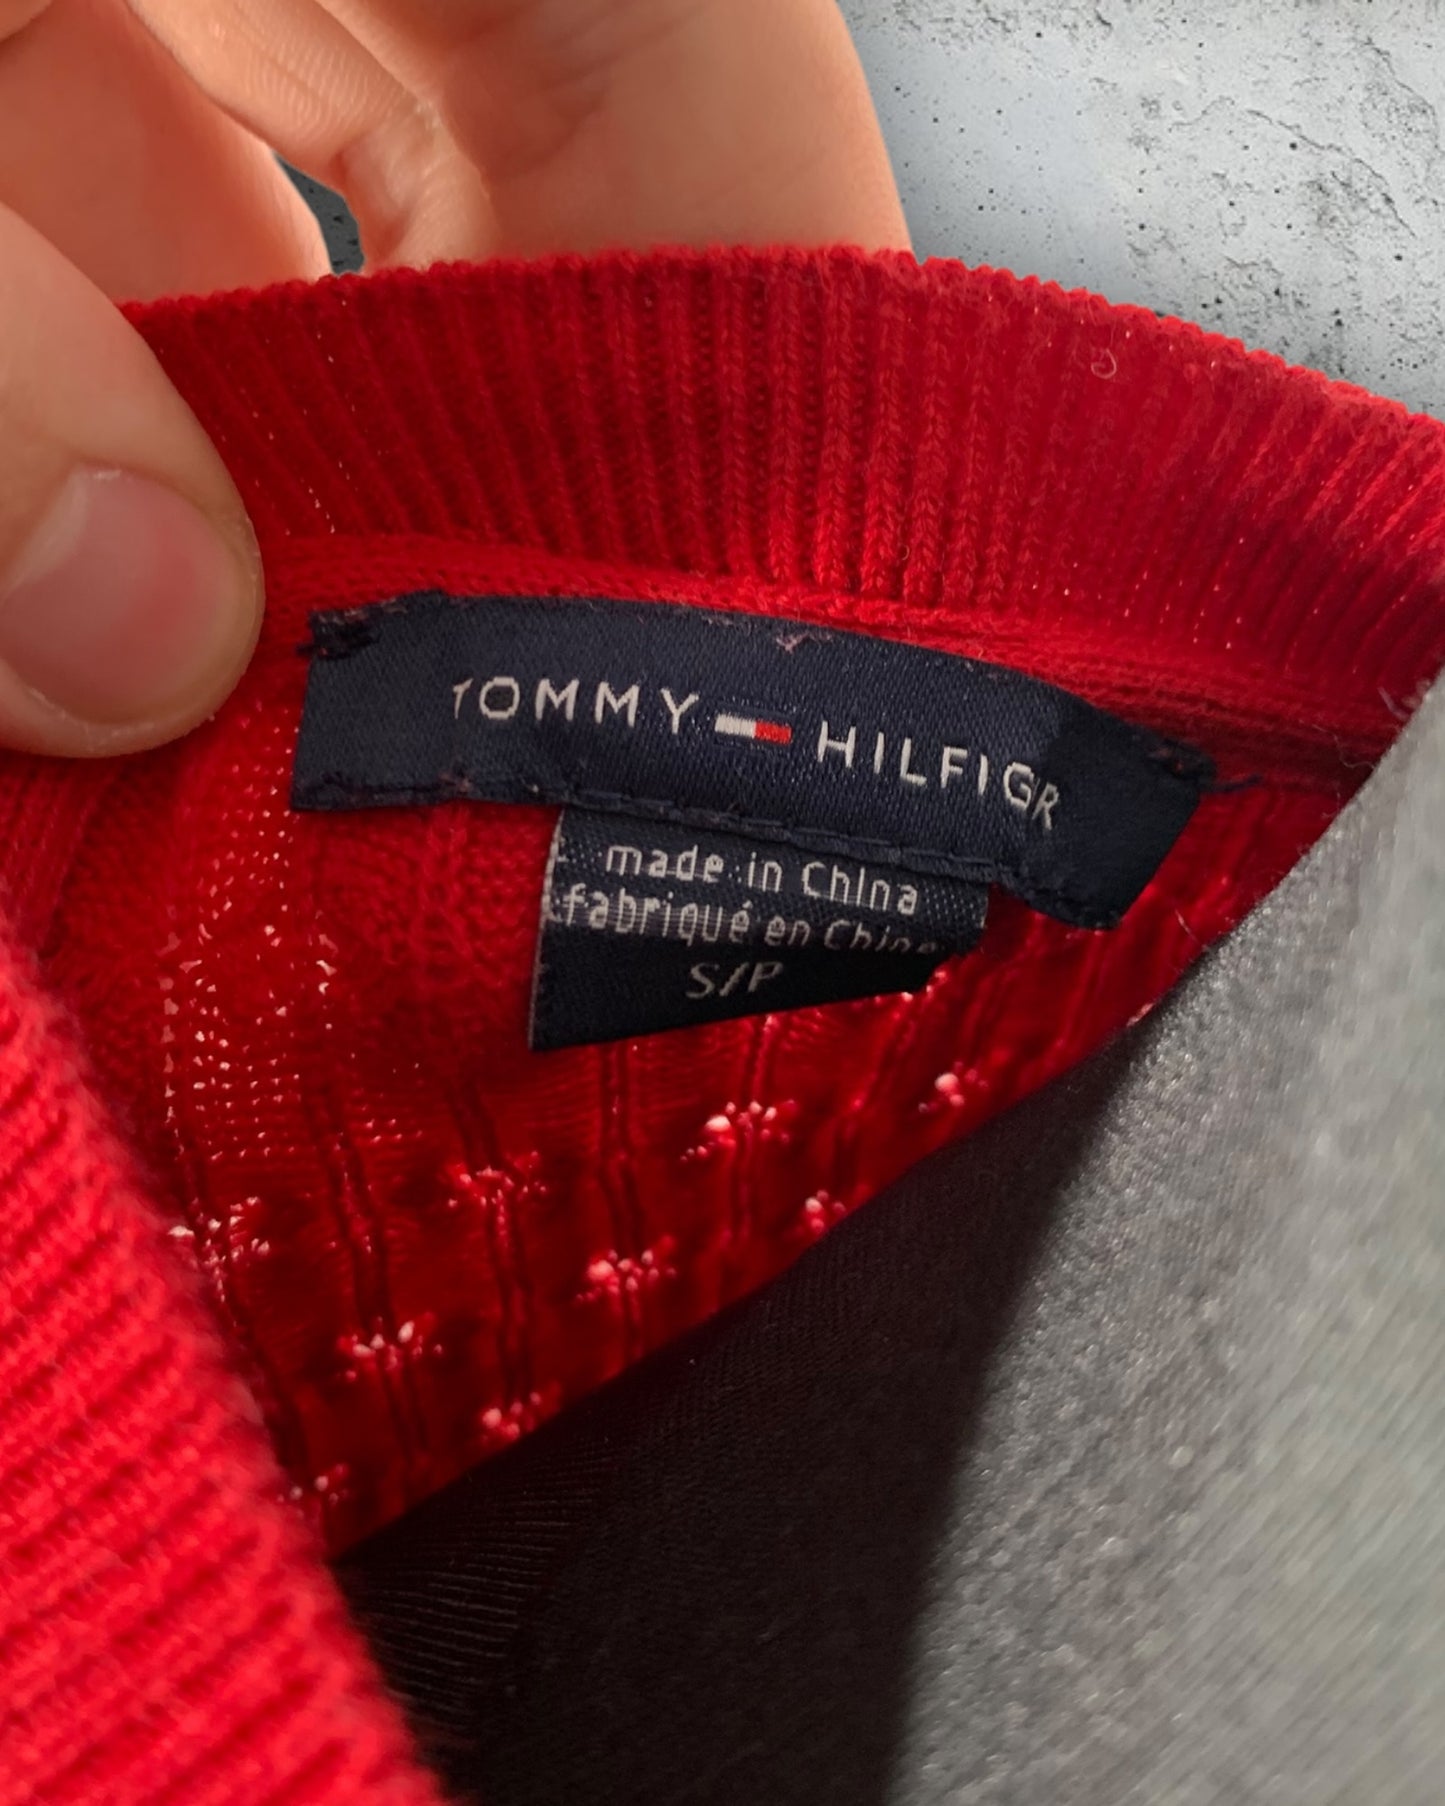 TOMMY HILFIGR
made in China
fabriqué en Chine
S/P